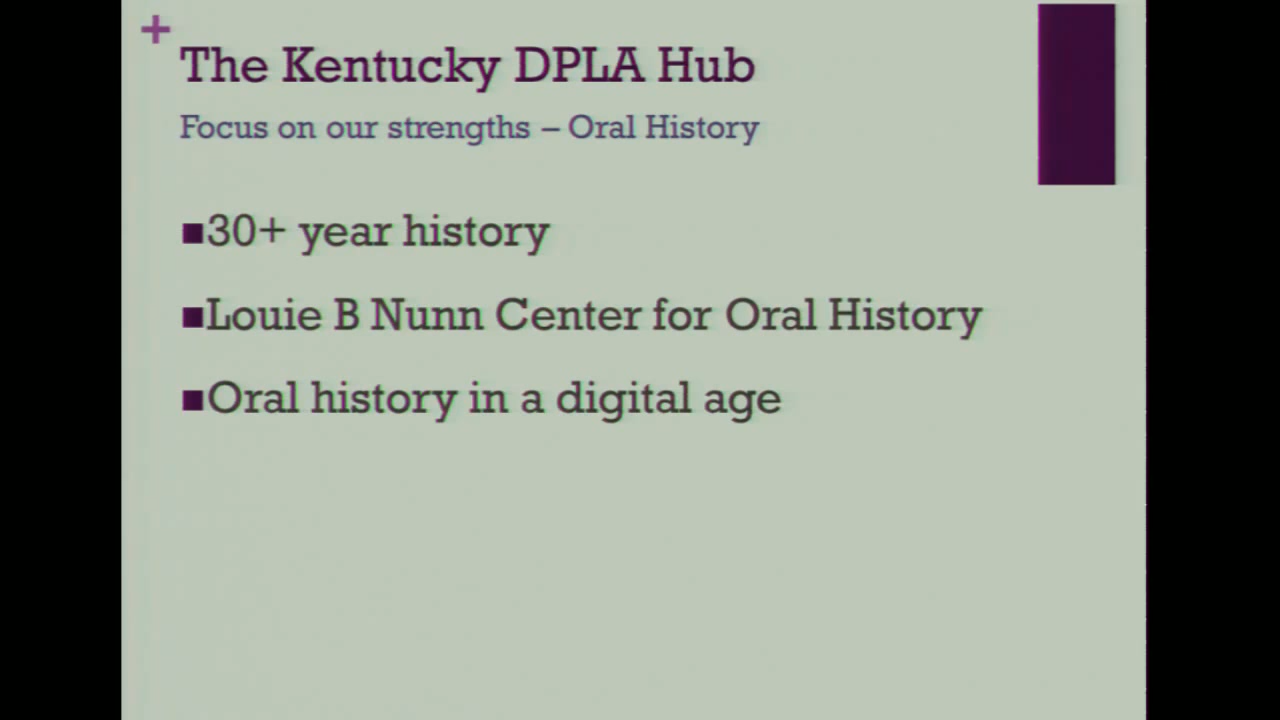 +
The Kentucky DPLA Hub
Focus on our strengths – Oral History
■30+ year history
■Louie B Nunn Center for Oral History
■Oral history in a digital age